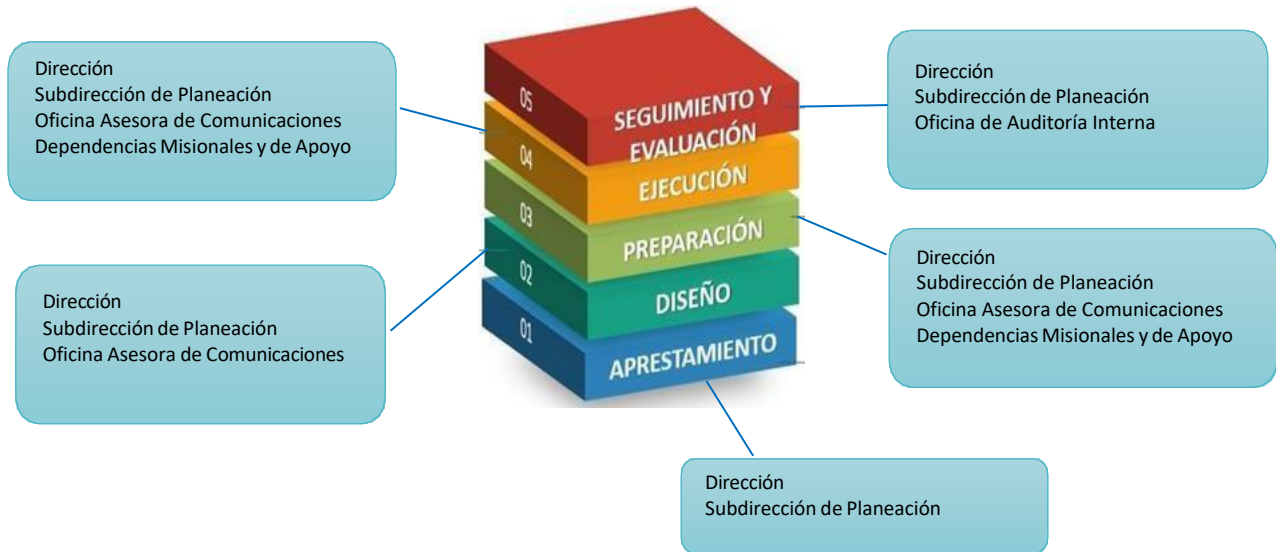 Dirección
Subdirección de Planeación
Oficina Asesora de Comunicaciones
Dependencias Misionales y de Apoyo
Dirección
Subdirección de Planeación
Oficina Asesora de Comunicaciones
05
SEGUIMIENTO Y
EVALUACIÓN
04
EJECUCIÓN
03
PREPARACIÓN
02
DISEÑO
01
APRESTAMIENTO
Dirección
Subdirección de Planeación
Oficina de Auditoría Interna
Dirección
Subdirección de Planeación
Oficina Asesora de Comunicaciones
Dependencias Misionales y de Apoyo
Dirección
Subdirección de Planeación